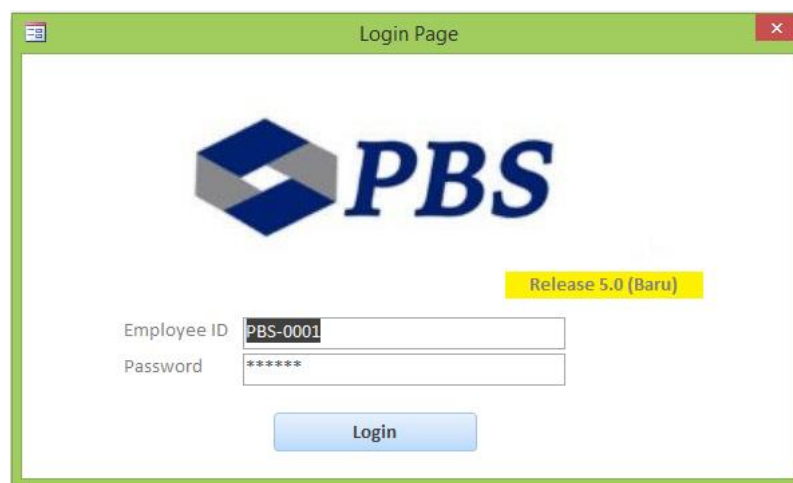 Login Page
PBS
Release 5.0 (Baru)
Employee ID PBS-0001
Password ******
Login